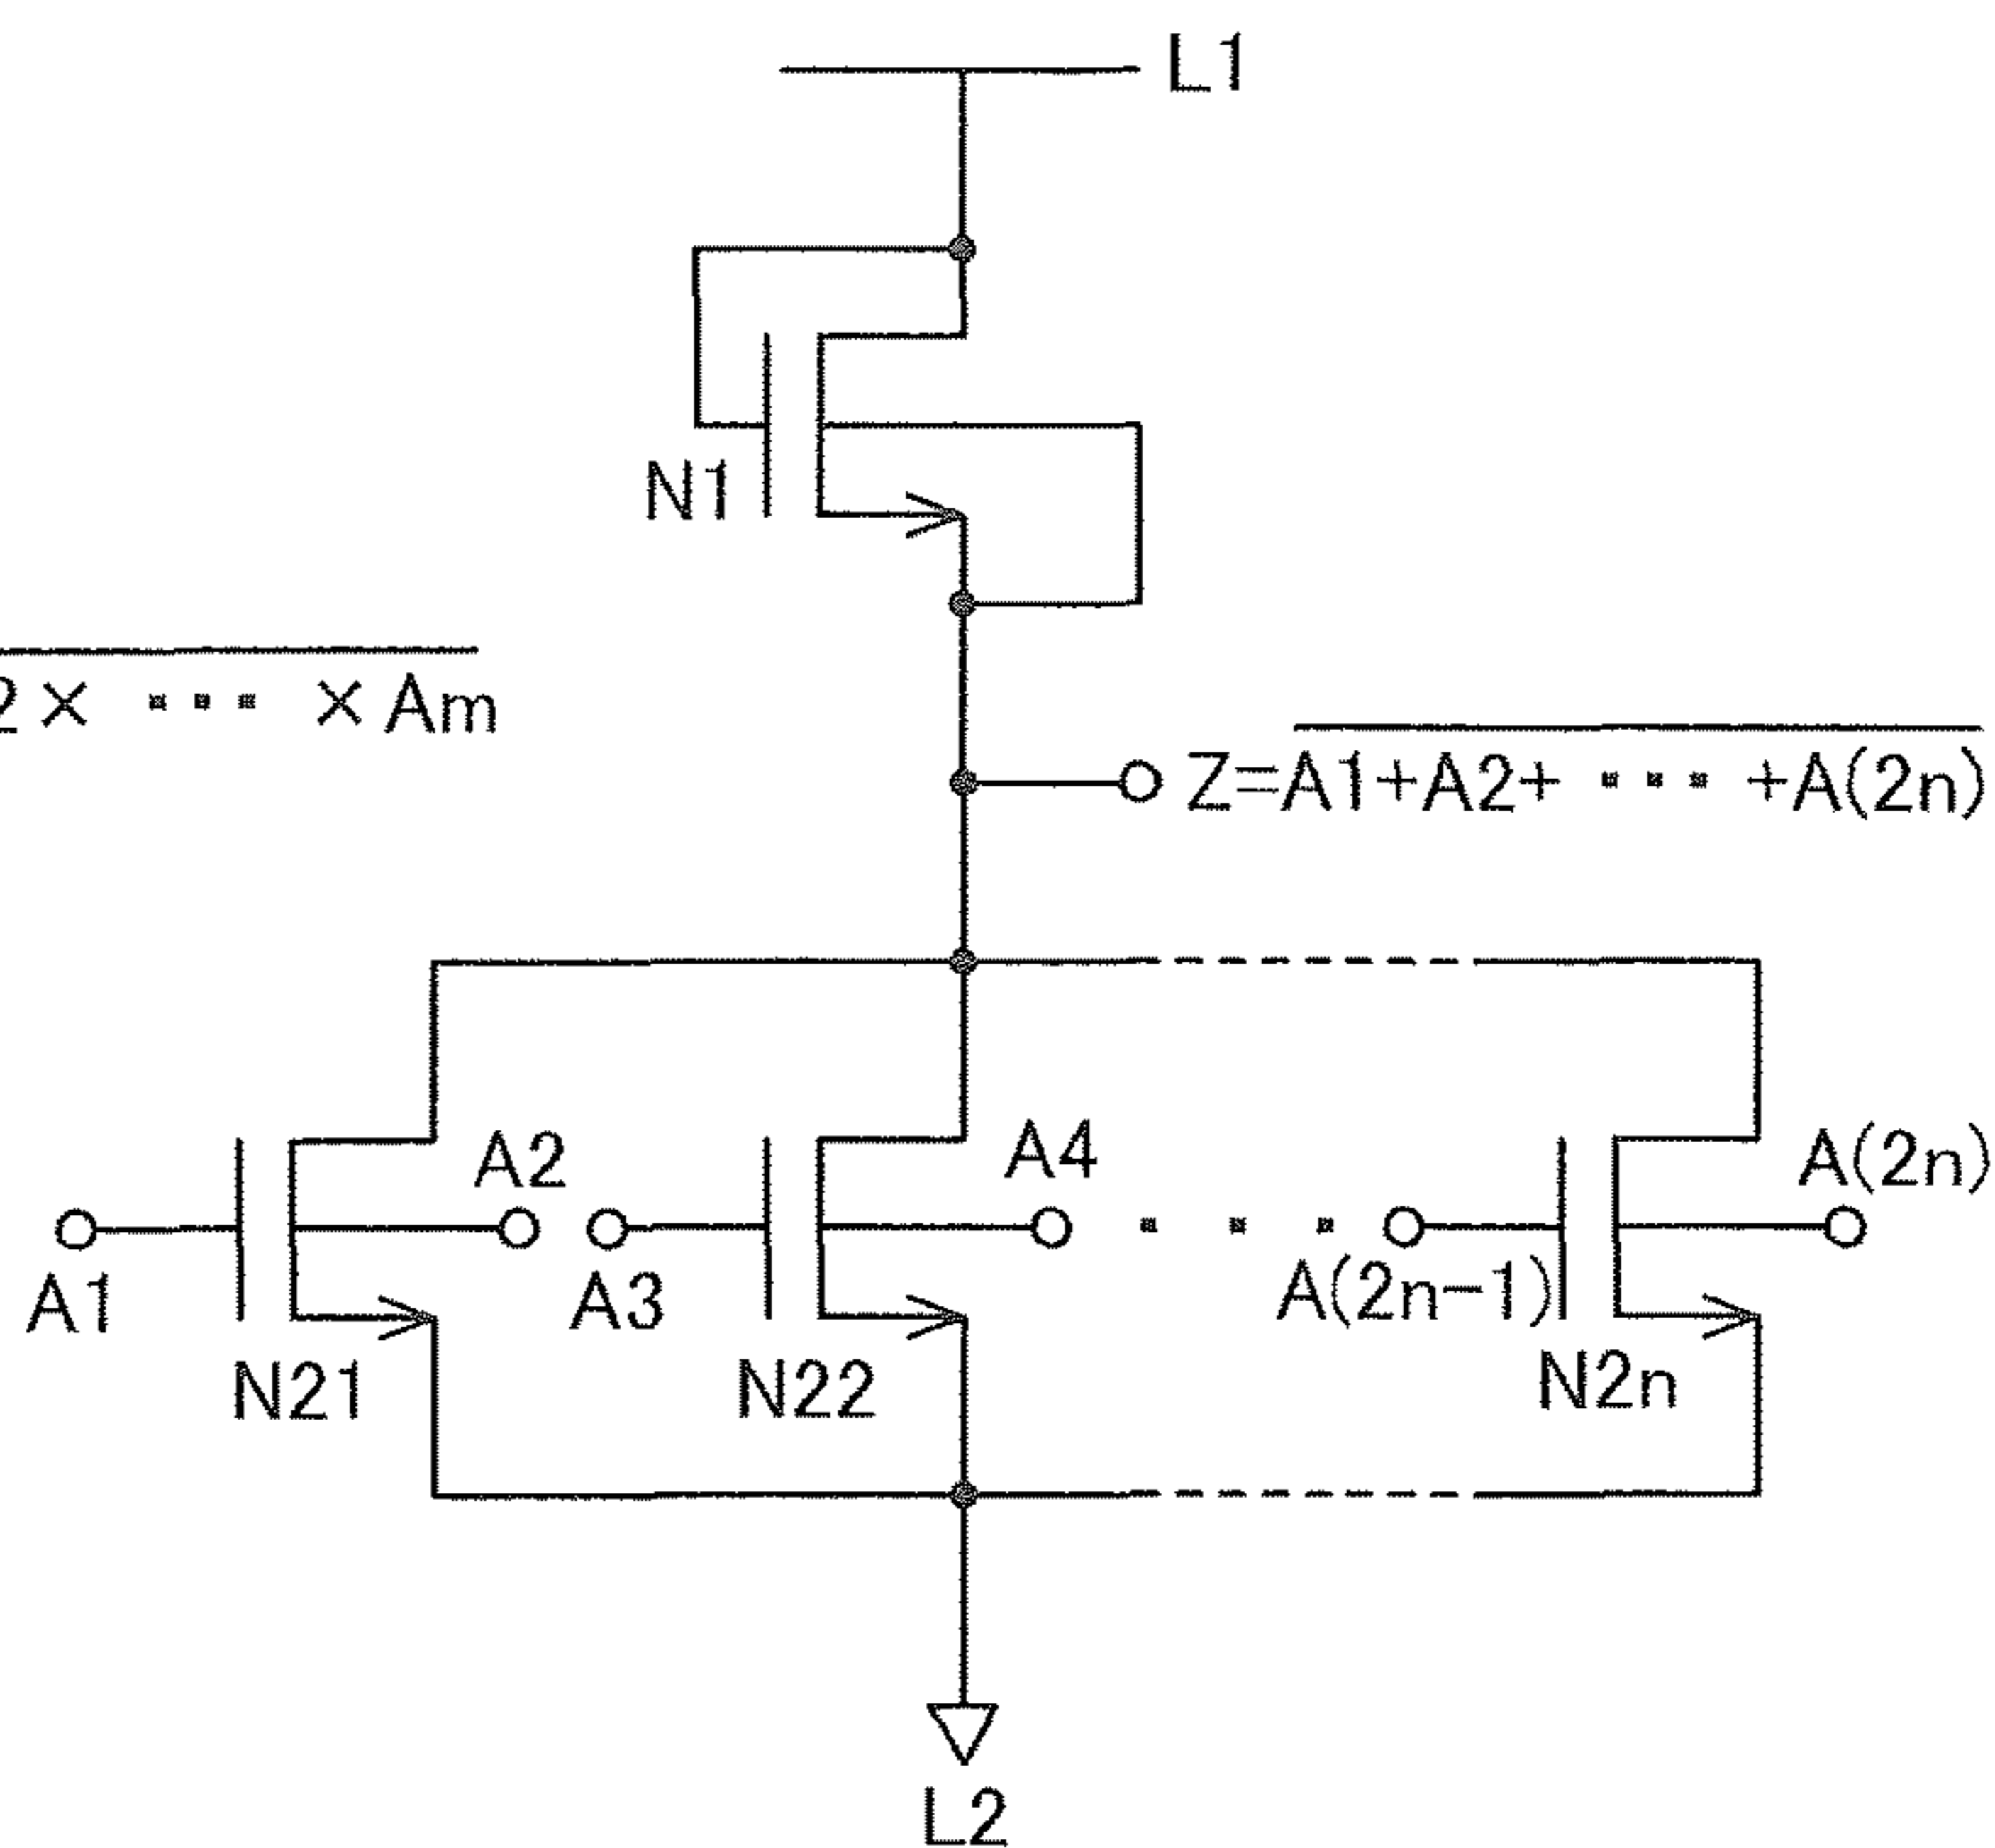 L1
N1
2× ··· ×Am
Z=A1+A2+ ··· +A(2n)
A2
A4
A(2n)
A1
A3
· · ·
A(2n-1)
N21
N22
N2n
L2